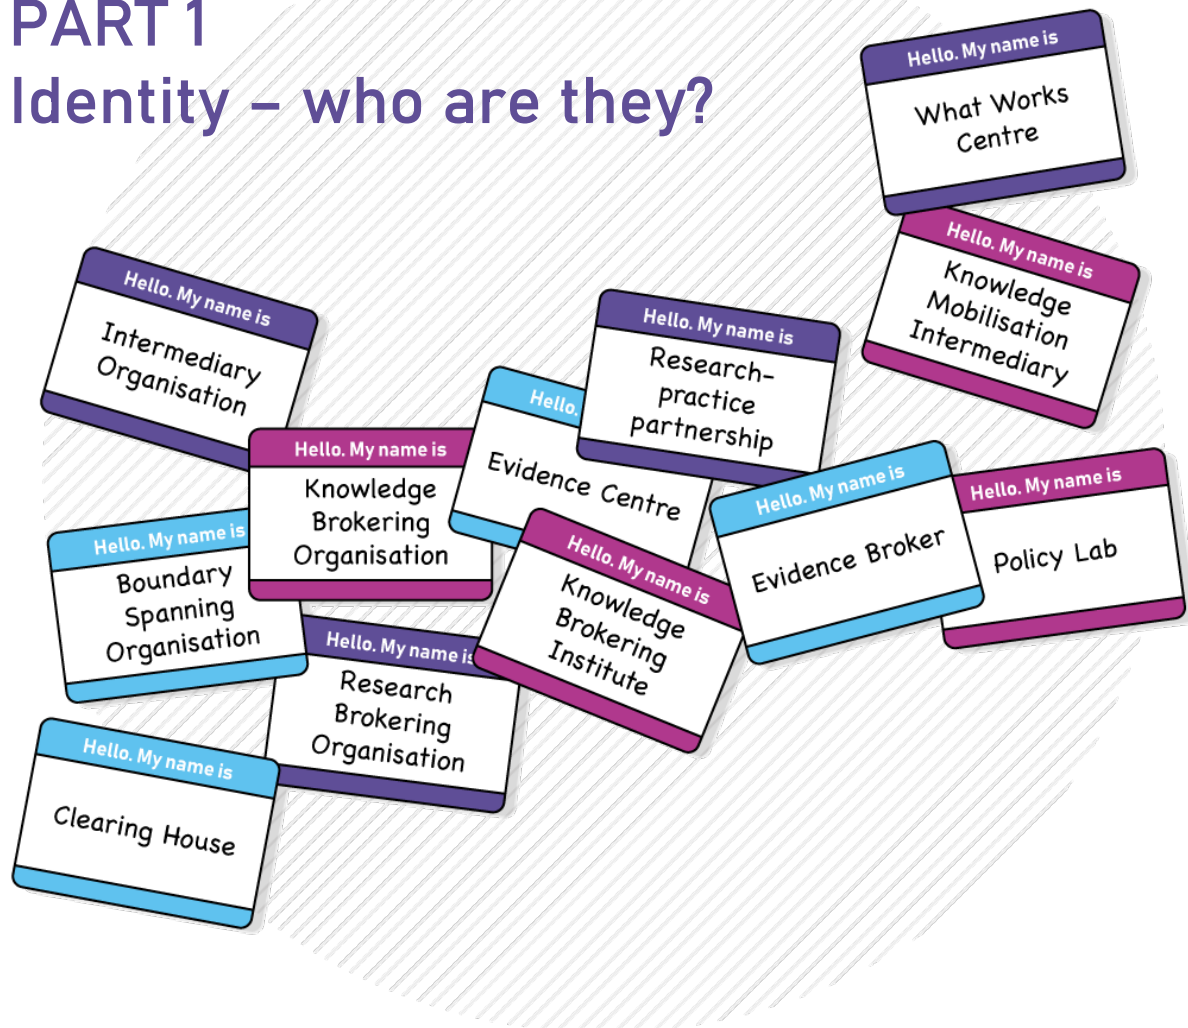 PART 1
Identity – who are they?
Hello. My name is
What Works
Centre
Hello. My name is
Knowledge
Mobilisation
Intermediary
Hello. My name is
Intermediary
Organisation
Hello. My name is
Research-
practice
partnership
Hello.
Evidence Centre
Hello. My name is
Knowledge
Brokering
Organisation
Hello. My name is
Evidence Broker
Hello. My name is
Policy Lab
Hello. My name is
Boundary
Spanning
Organisation
Hello. My name is
Knowledge
Brokering
Institute
Hello. My name is
Research
Brokering
Organisation
Hello. My name is
Clearing House